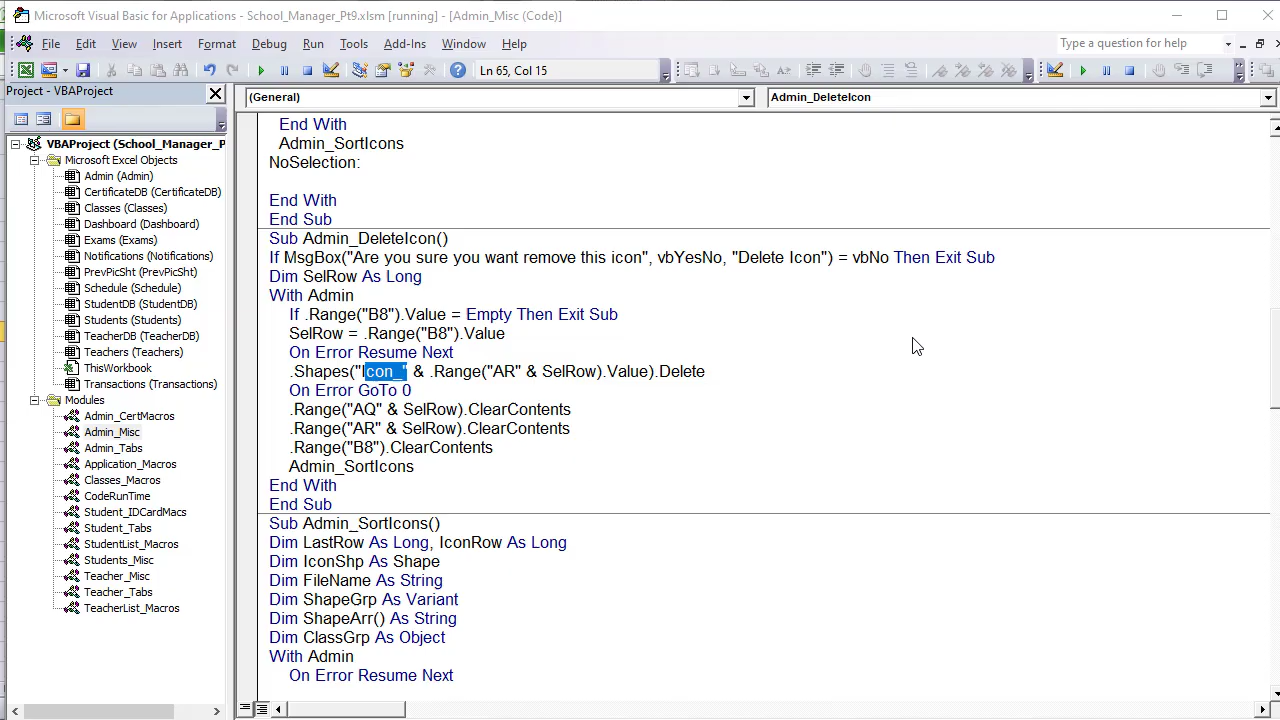 Microsoft Visual Basic for Applications - School_Manager_Pt9.xlsm [running] - [Admin_Misc (Code)]
File Edit View Insert Format Debug Run Tools Add-Ins Window Help
Type a question for help
Ln 65, Col 15
Project - VBAProject
(General)
Admin_DeleteIcon
VBAProject (School_Manager_P
Microsoft Excel Objects
Admin (Admin)
CertificateDB (CertificateDB)
Classes (Classes)
Dashboard (Dashboard)
Exams (Exams)
Notifications (Notifications)
PrevPicSht (PrevPicSht)
Schedule (Schedule)
StudentDB (StudentDB)
Students (Students)
TeacherDB (TeacherDB)
Teachers (Teachers)
ThisWorkbook
Transactions (Transactions)
Modules
Admin_CertMacros
Admin_Misc
Admin_Tabs
Application_Macros
Classes_Macros
CodeRunTime
Student_IDCardMacs
Student_Tabs
StudentList_Macros
Students_Misc
Teacher_Misc
Teacher_Tabs
TeacherList_Macros
End With
Admin_SortIcons
NoSelection:
End With
End Sub
Sub Admin_DeleteIcon()
If MsgBox("Are you sure you want remove this icon", vbYesNo, "Delete Icon") = vbNo Then Exit Sub
Dim SelRow As Long
With Admin
If .Range("B8").Value = Empty Then Exit Sub
SelRow = .Range("B8").Value
On Error Resume Next
.Shapes("Icon_" & .Range("AR" & SelRow).Value).Delete
On Error GoTo 0
.Range("AQ" & SelRow).ClearContents
.Range("AR" & SelRow).ClearContents
.Range("B8").ClearContents
Admin_SortIcons
End With
End Sub
Sub Admin_SortIcons()
Dim LastRow As Long, IconRow As Long
Dim IconShp As Shape
Dim FileName As String
Dim ShapeGrp As Variant
Dim ShapeArr() As String
Dim ClassGrp As Object
With Admin
On Error Resume Next